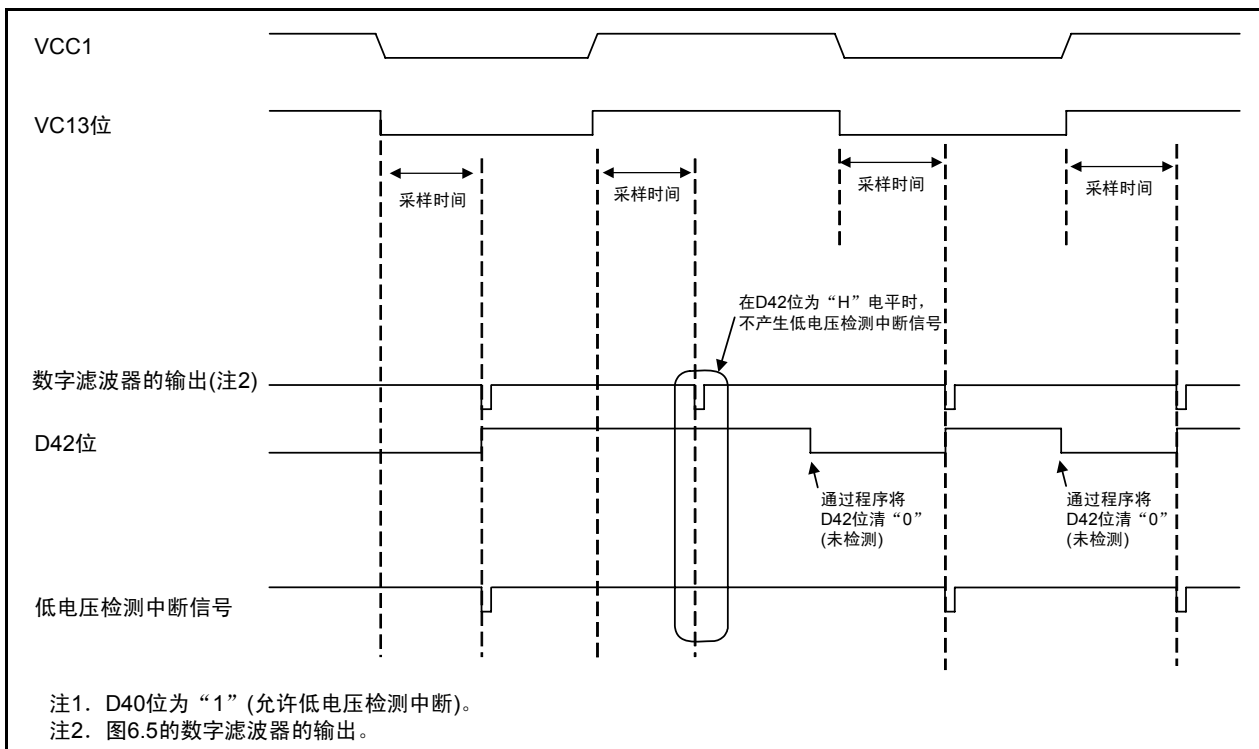 VCC1
VC13位
采样时间
采样时间
采样时间
采样时间
在D42位为“H”电平时，
不产生低电压检测中断信号
数字滤波器的输出(注2)
D42位
通过程序将
D42位清“0”
(未检测)
通过程序将
D42位清“0”
(未检测)
低电压检测中断信号
注1．D40位为“1”(允许低电压检测中断)。
注2．图6.5的数字滤波器的输出。